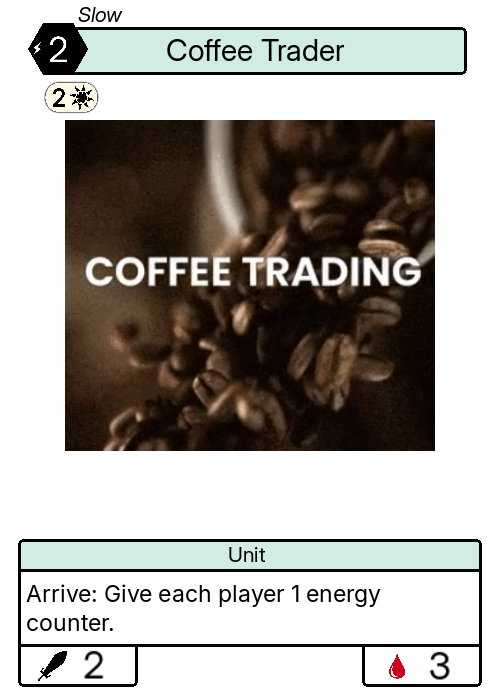 Slow
2
Coffee Trader
2
COFFEE TRADING
Unit
Arrive: Give each player 1 energy
counter.
2
3